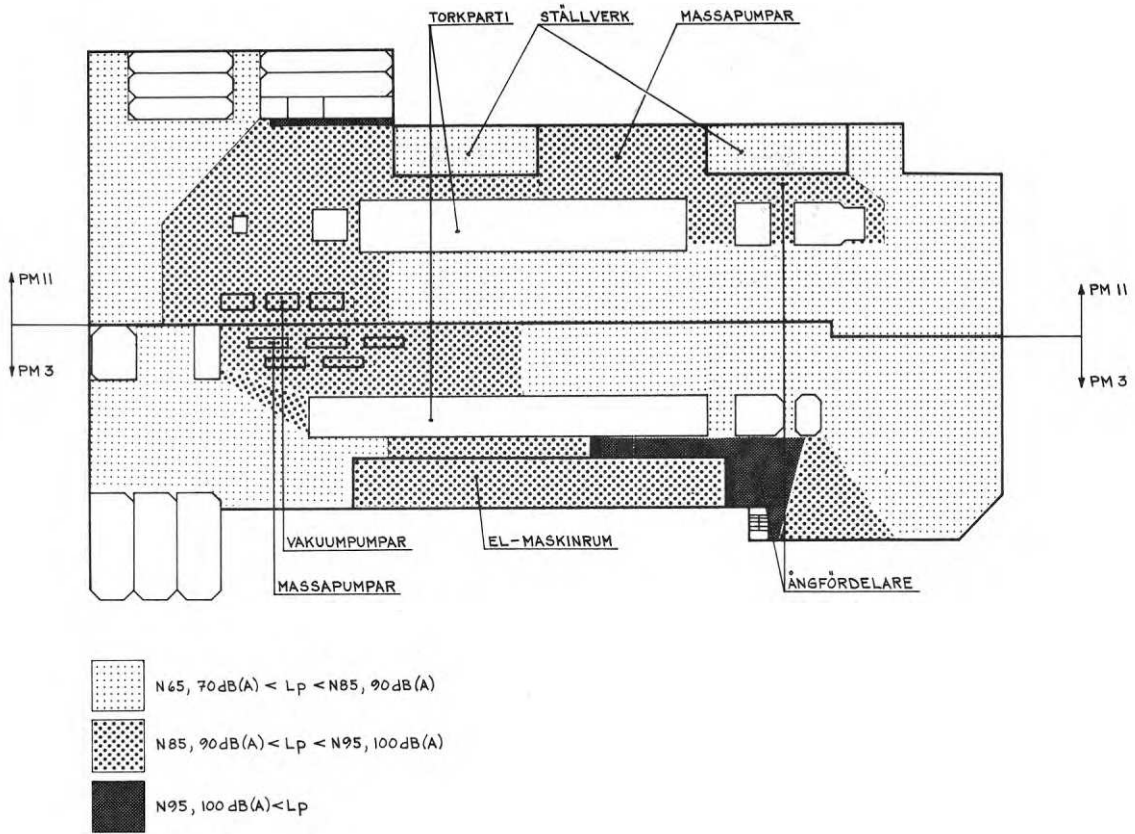 TORKPARTI
STÄLLVERK
MASSAPUMPAR
PM 11
PM 3
PM 11
PM 3
VAKUUMPUMPAR
EL-MASKINRUM
MASSAPUMPAR
ÅNGFÖRDELARE
N65, 70dB(A) < Lp < N85, 90dB(A)
N85, 90dB(A) < Lp < N95, 100dB(A)
N95, 100 dB(A) < Lp